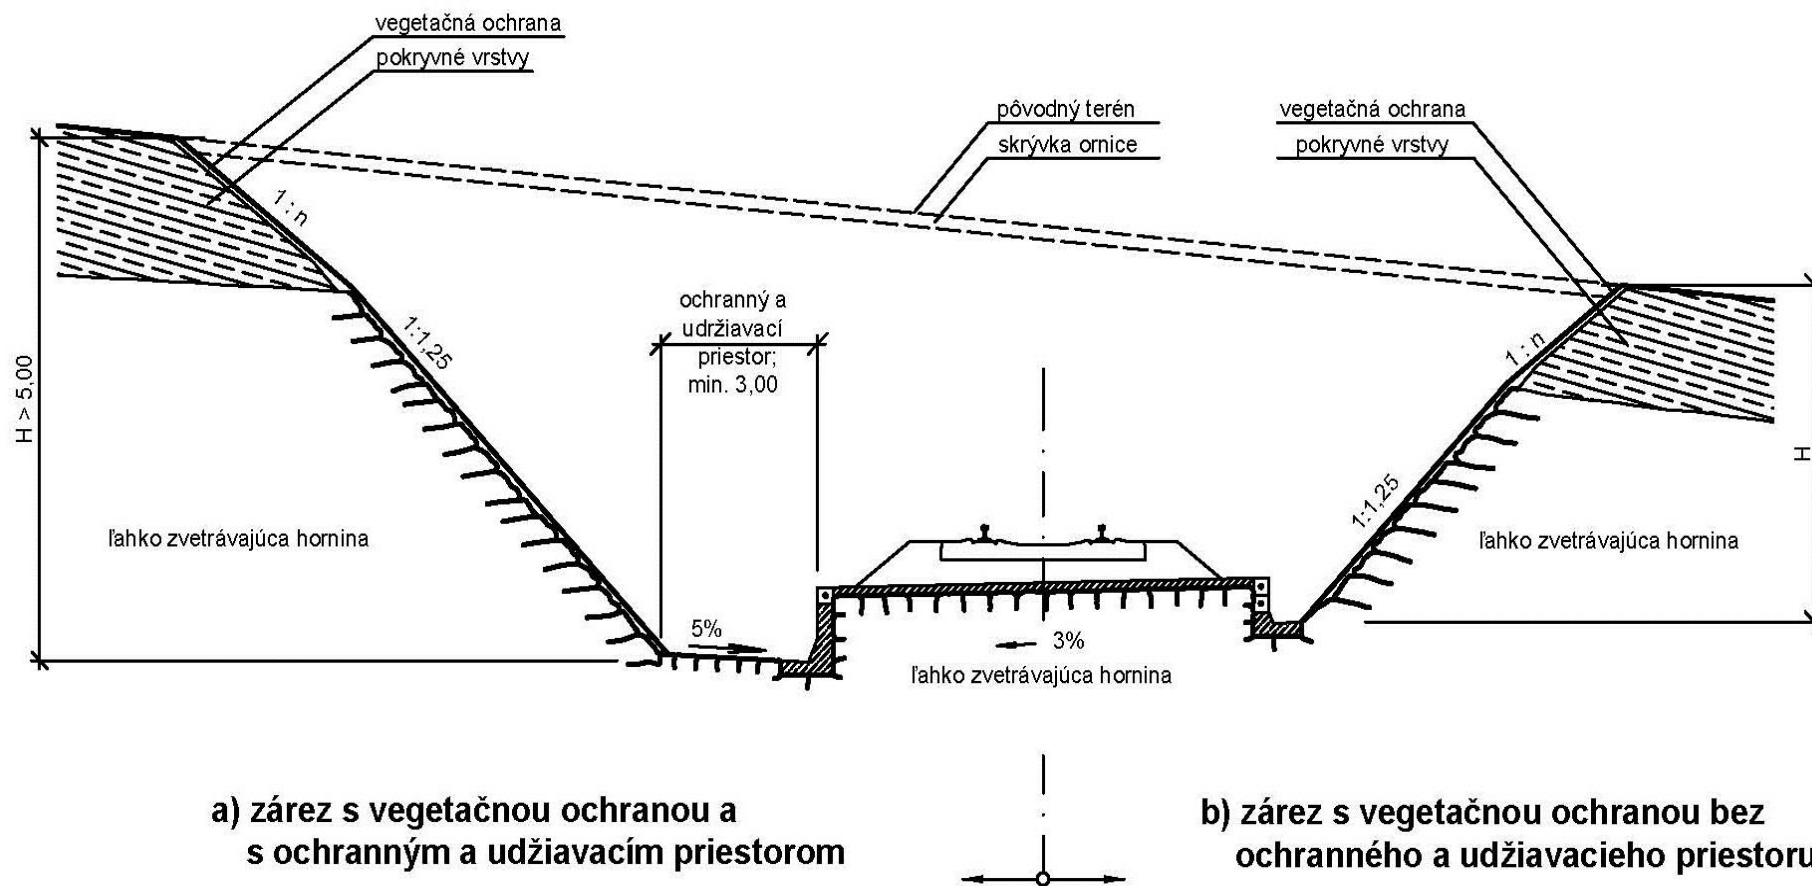 vegetačná ochrana
pokryvné vrstvy
pôvodný terén
skrývka ornice
vegetačná ochrana
pokryvné vrstvy
1 : n
1:1,25
ochranný a
udržiavací
priestor;
min. 3,00
H > 5,00
1 : n
1:1,25
H
ľahko zvetrávajúca hornina
ľahko zvetrávajúca hornina
5%
3%
ľahko zvetrávajúca hornina
a) zárez s vegetačnou ochranou a
s ochranným a udžiavacím priestorom
b) zárez s vegetačnou ochranou bez
ochranného a udžiavacieho priestoru